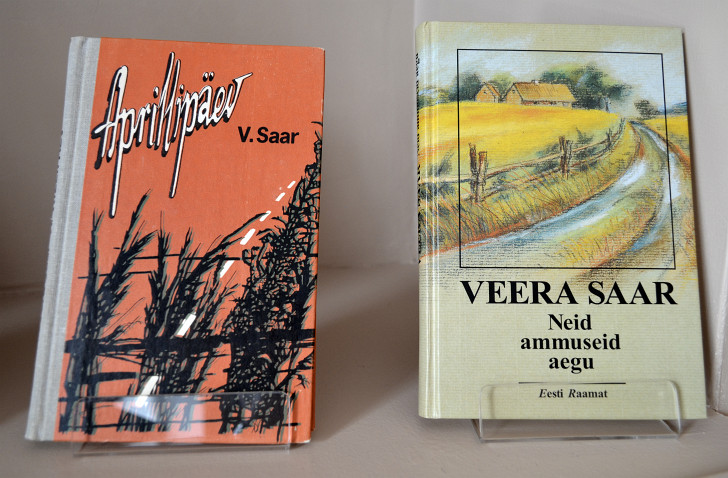 Aprillipäev
V. Saar
VEERA SAAR
Neid
ammuseid
aegu
Eesti Raamat